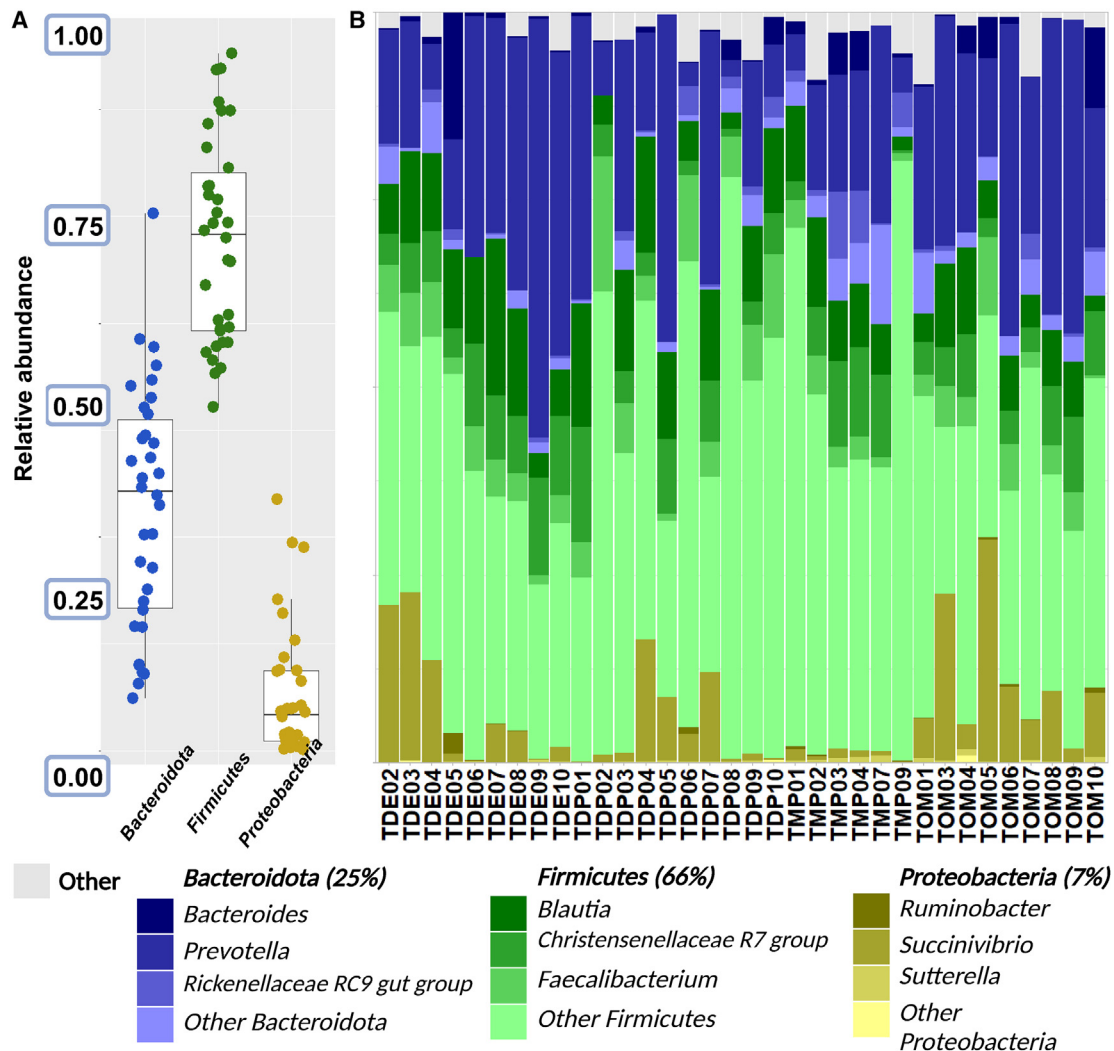 A
B
1.00
0.75
0.50
0.25
0.00
Relative abundance
Bacteroidota
Firmicutes
Proteobacteria
TDE02
TDE03
TDE04
TDE05
TDE06
TDE07
TDE08
TDE09
TDE10
TDP01
TDP02
TDP03
TDP04
TDP05
TDP06
TDP07
TDP08
TDP09
TDP10
TMP01
TMP02
TMP03
TMP04
TMP07
TMP09
TOM01
TOM03
TOM04
TOM05
TOM06
TOM07
TOM08
TOM09
TOM10
Other
Bacteroidota (25%)
Bacteroides
Prevotella
Rickenellaceae RC9 gut group
Other Bacteroidota
Firmicutes (66%)
Blautia
Christensenellaceae R7 group
Faecalibacterium
Other Firmicutes
Proteobacteria (7%)
Ruminobacter
Succinivibrio
Sutterella
Other
Proteobacteria